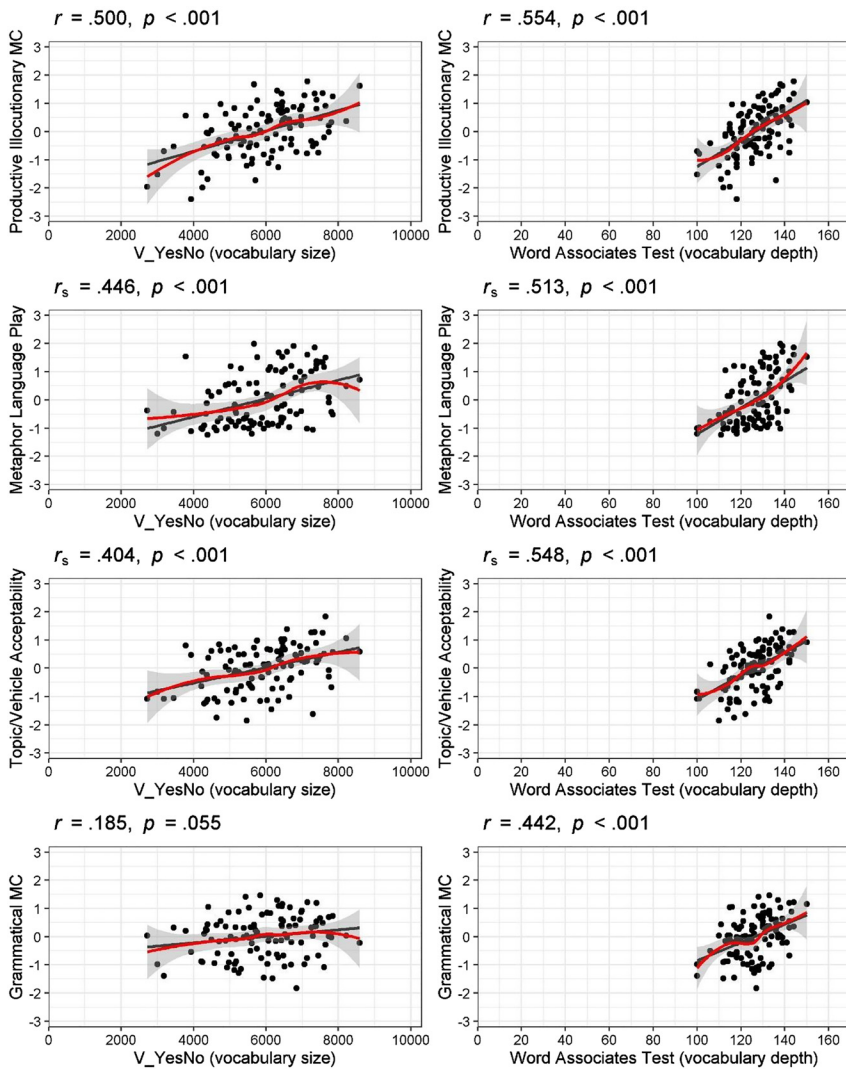 r = .500, p < .001
r = .554, p < .001
Productive Illocutionary MC
3
2
1
0
-1
-2
-3
0 2000 4000 6000 8000 10000
V_YesNo (vocabulary size)
Productive Illocutionary MC
3
2
1
0
-1
-2
-3
0 20 40 60 80 100 120 140 160
Word Associates Test (vocabulary depth)
rs = .446, p < .001
rs = .513, p < .001
Metaphor Language Play
3
2
1
0
-1
-2
-3
0 2000 4000 6000 8000 10000
V_YesNo (vocabulary size)
Metaphor Language Play
3
2
1
0
-1
-2
-3
0 20 40 60 80 100 120 140 160
Word Associates Test (vocabulary depth)
rs = .404, p < .001
rs = .548, p < .001
Topic/Vehicle Acceptability
3
2
1
0
-1
-2
-3
0 2000 4000 6000 8000 10000
V_YesNo (vocabulary size)
Topic/Vehicle Acceptability
3
2
1
0
-1
-2
-3
0 20 40 60 80 100 120 140 160
Word Associates Test (vocabulary depth)
r = .185, p = .055
r = .442, p < .001
Grammatical MC
3
2
1
0
-1
-2
-3
0 2000 4000 6000 8000 10000
V_YesNo (vocabulary size)
Grammatical MC
3
2
1
0
-1
-2
-3
0 20 40 60 80 100 120 140 160
Word Associates Test (vocabulary depth)